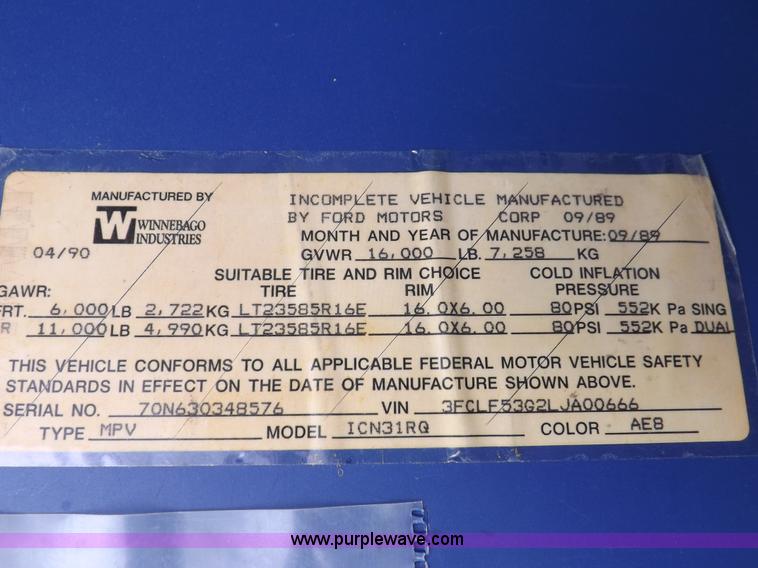 MANUFACTURED BY
W WINNEBAGO
INDUSTRIES
INCOMPLETE VEHICLE MANUFACTURED
BY FORD MOTORS CORP 09/89
MONTH AND YEAR OF MANUFACTURE: 09/89
04/90 GVWR 16,000 LB. 7,258 KG
SUITABLE TIRE AND RIM CHOICE COLD INFLATION
GAWR: TIRE RIM PRESSURE
FRT. 6,000 LB 2,722 KG LT23585R16E 16.0X6.00 80 PSI 552K Pa SING
R 11,000 LB 4,990 KG LT23585R16E 16.0X6.00 80 PSI 552K Pa DUAL
THIS VEHICLE CONFORMS TO ALL APPLICABLE FEDERAL MOTOR VEHICLE SAFETY
STANDARDS IN EFFECT ON THE DATE OF MANUFACTURE SHOWN ABOVE.
SERIAL NO. 70N630348576 VIN 3FCLF53G2LJA00666
TYPE MPV MODEL ICN31RQ COLOR AE8
www.purplewave.com